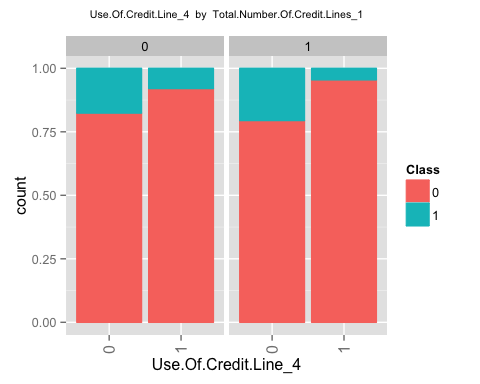 Use.Of.Credit.Line_4 by Total.Number.Of.Credit.Lines_1
0 1
1.00
0.75
0.50
0.25
0.00
count
0 1 0 1
Use.Of.Credit.Line_4
Class
0
1